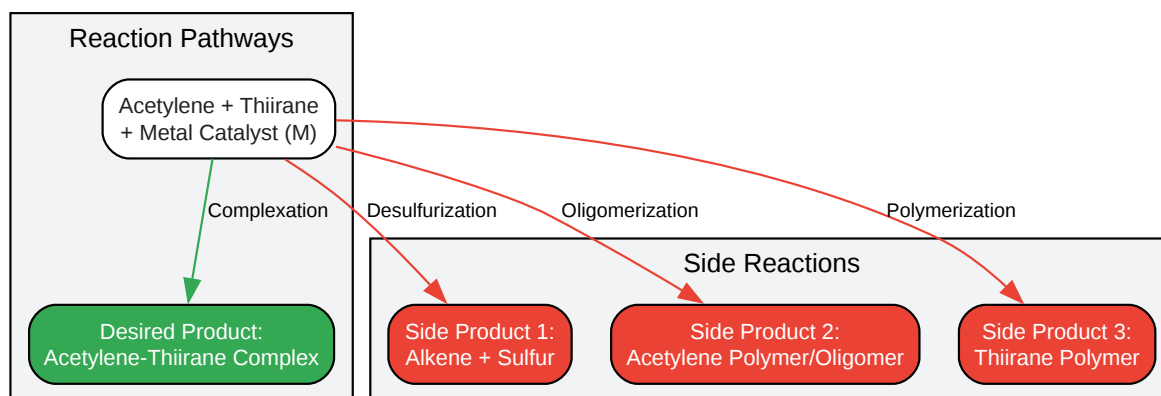 Reaction Pathways
Acetylene + Thiirane
+ Metal Catalyst (M)
Complexation
Desulfurization
Oligomerization
Polymerization
Side Reactions
Desired Product:
Acetylene-Thiirane Complex
Side Product 1:
Alkene + Sulfur
Side Product 2:
Acetylene Polymer/Oligomer
Side Product 3:
Thiirane Polymer